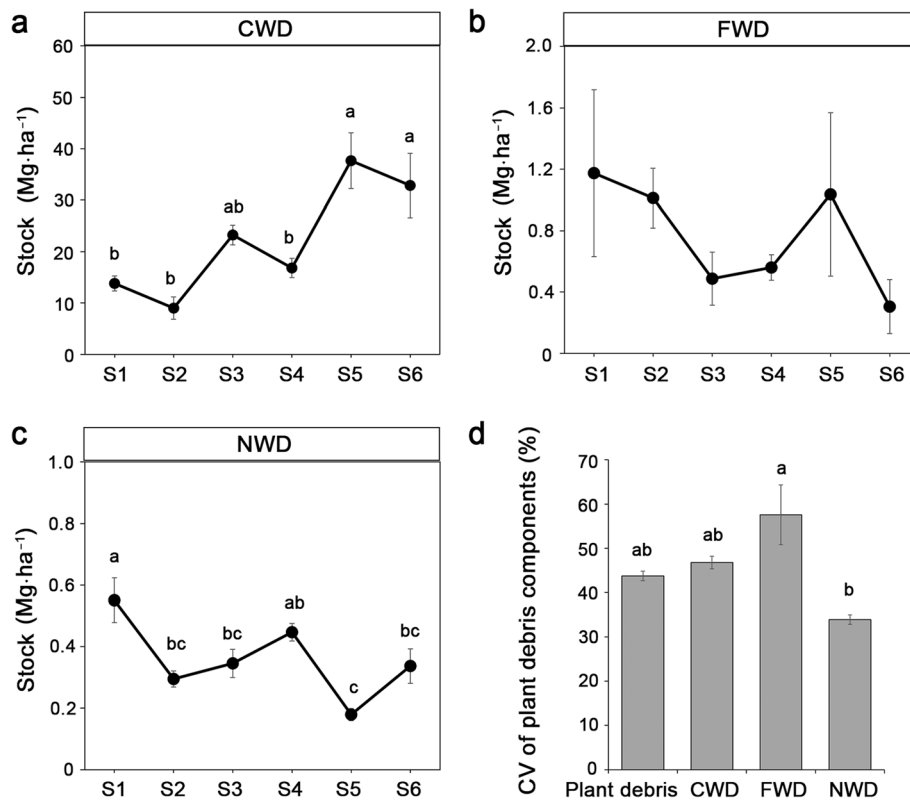 a
CWD
Stock (Mg·ha⁻¹)
60
50
40
30
20
10
0
b
b
ab
b
a
a
S1 S2 S3 S4 S5 S6
b
FWD
Stock (Mg·ha⁻¹)
2.0
1.6
1.2
0.8
0.4
0
S1 S2 S3 S4 S5 S6
c
NWD
Stock (Mg·ha⁻¹)
1.0
0.8
0.6
0.4
0.2
0
a
bc
bc
ab
c
bc
S1 S2 S3 S4 S5 S6
d
CV of plant debris components (%)
70
60
50
40
30
20
10
0
ab
ab
a
b
Plant debris CWD FWD NWD